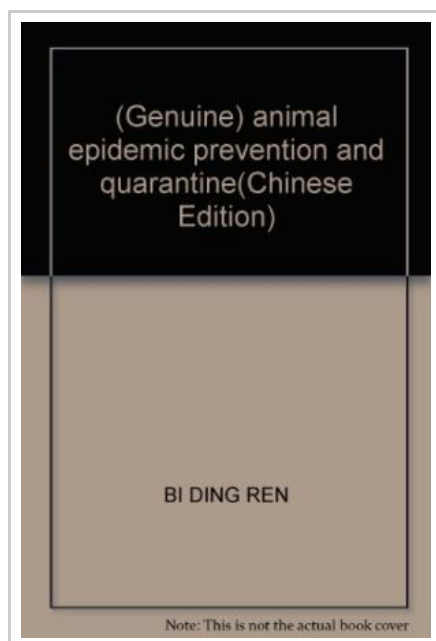 (Genuine) animal
epidemic prevention and
quarantine(Chinese
Edition)
BI DING REN
Note: This is not the actual book cover